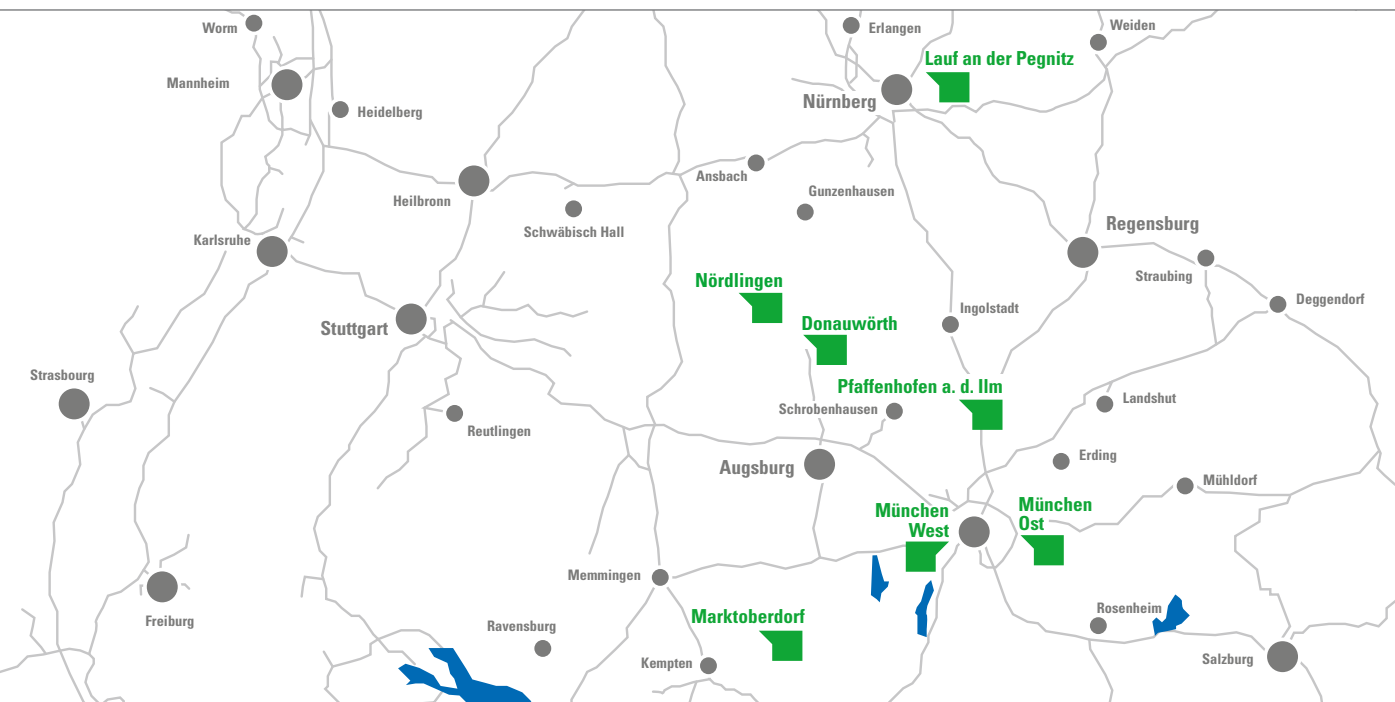 Worm
Erlangen
Weiden
Lauf an der Pegnitz
Mannheim
Nürnberg
Heidelberg
Ansbach
Gunzenhausen
Heilbronn
Schwäbisch Hall
Regensburg
Karlsruhe
Straubing
Nördlingen
Deggendorf
Ingolstadt
Donauwörth
Stuttgart
Strasbourg
Pfaffenhofen a. d. Ilm
Landshut
Schrobenhausen
Reutlingen
Erding
Augsburg
Mühldorf
München
West
München
Ost
Memmingen
Rosenheim
Marktoberdorf
Freiburg
Ravensburg
Kempten
Salzburg